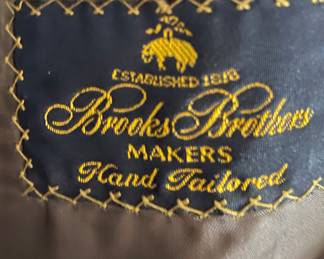 ESTABLISHED 1818
Brooks Brothers
MAKERS
Hand Tailored